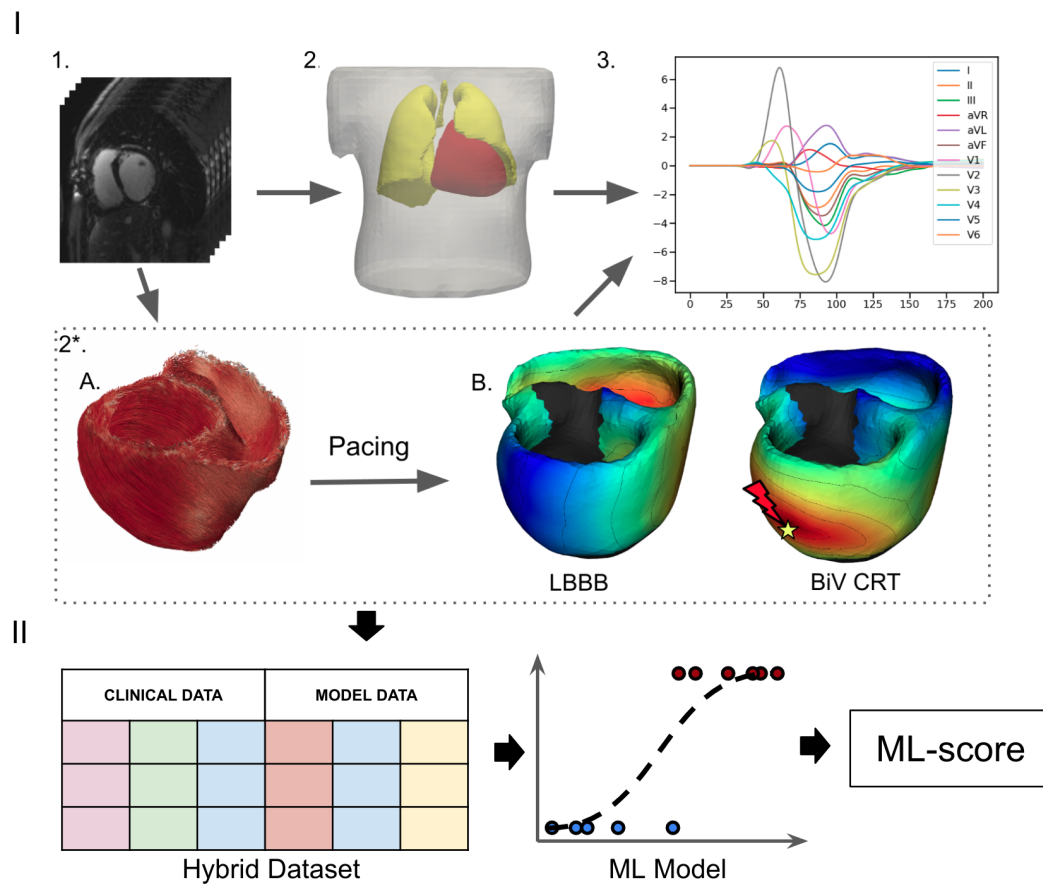 I
1.
2.
3.
6
4
2
0
−2
−4
−6
−8
0
25
50
75
100
125
150
175
200
I
II
III
aVR
aVL
aVF
V1
V2
V3
V4
V5
V6
2*.
A.
Pacing
B.
LBBB
BiV CRT
II
CLINICAL DATA
MODEL DATA
Hybrid Dataset
ML Model
ML-score